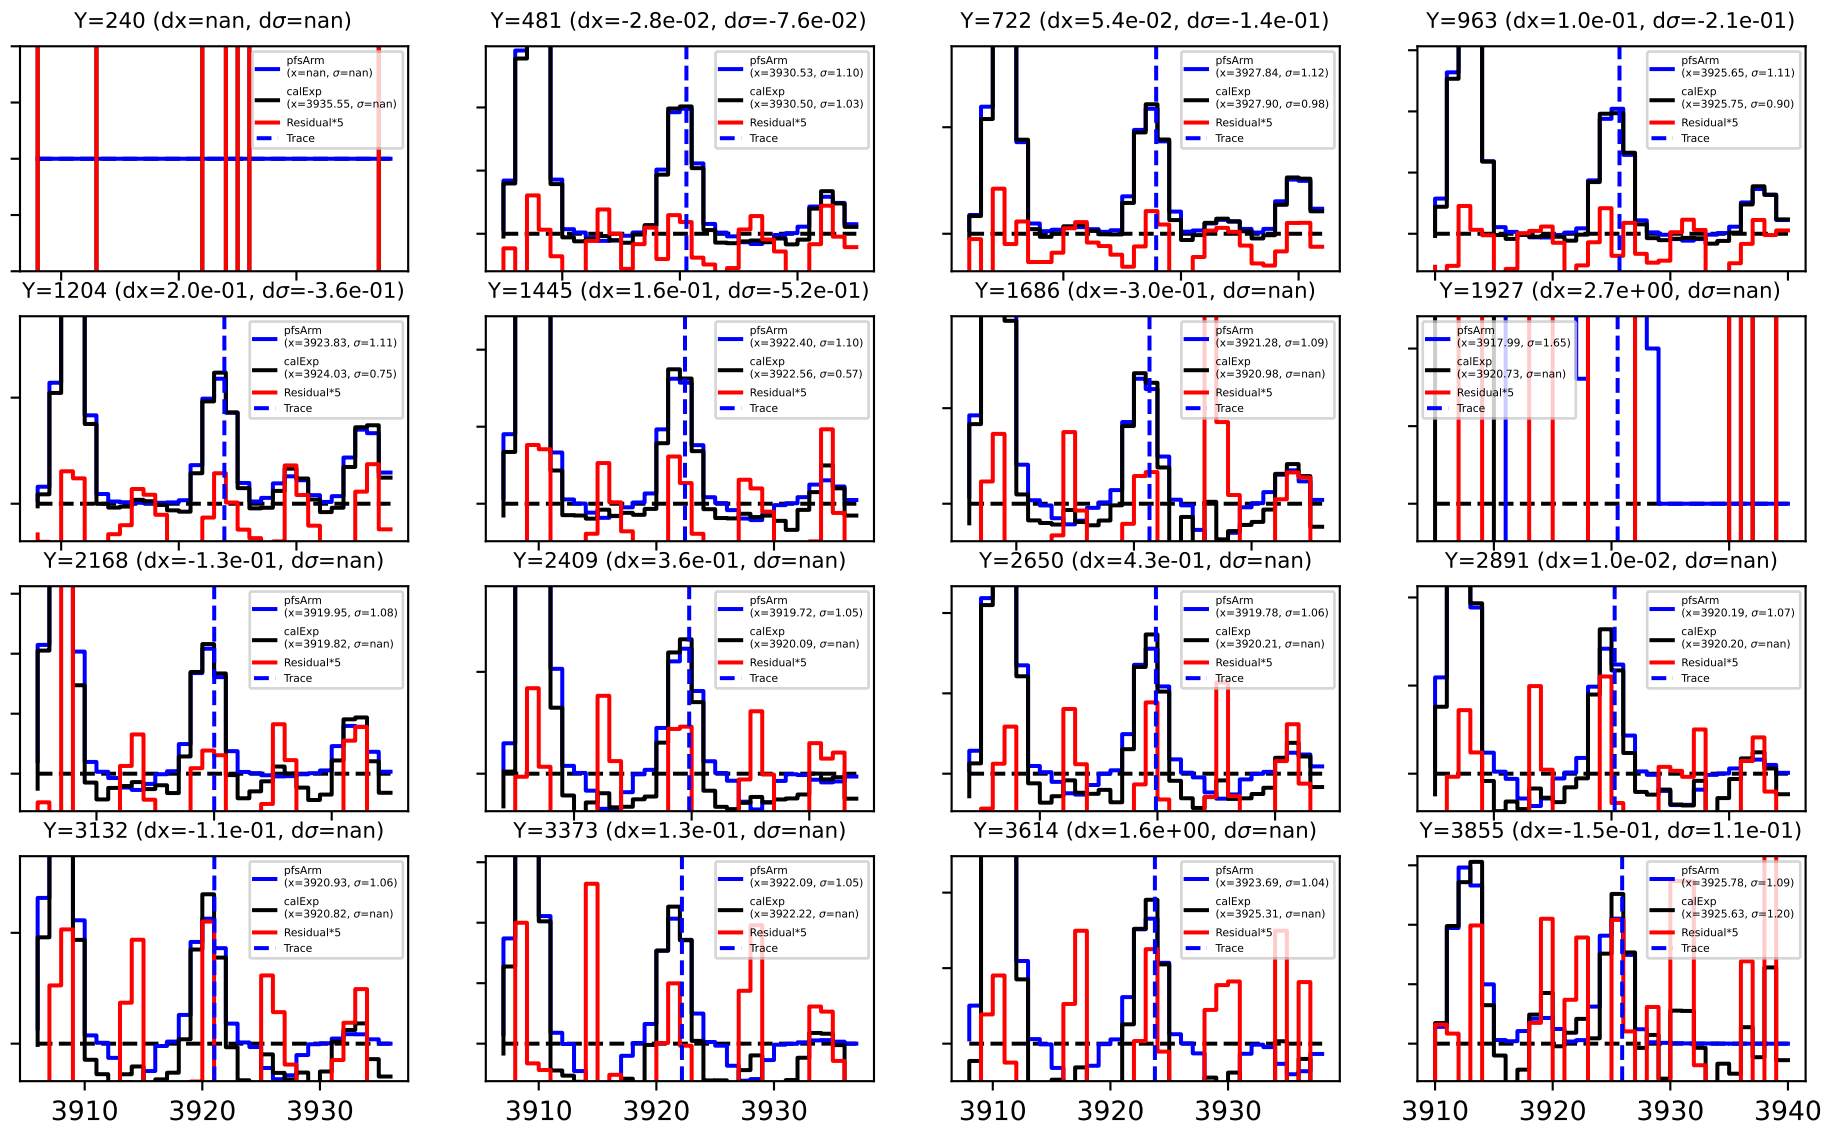 Y=240 (dx=nan, dσ=nan)
pfsArm
(x=nan, σ=nan)
calExp
(x=3935.55, σ=nan)
Residual*5
Trace
Y=481 (dx=-2.8e-02, dσ=-7.6e-02)
pfsArm
(x=3930.53, σ=1.10)
calExp
(x=3930.50, σ=1.03)
Residual*5
Trace
Y=722 (dx=5.4e-02, dσ=-1.4e-01)
pfsArm
(x=3927.84, σ=1.12)
calExp
(x=3927.90, σ=0.98)
Residual*5
Trace
Y=963 (dx=1.0e-01, dσ=-2.1e-01)
pfsArm
(x=3925.65, σ=1.11)
calExp
(x=3925.75, σ=0.90)
Residual*5
Trace
Y=1204 (dx=2.0e-01, dσ=-3.6e-01)
pfsArm
(x=3923.83, σ=1.11)
calExp
(x=3924.03, σ=0.75)
Residual*5
Trace
Y=1445 (dx=1.6e-01, dσ=-5.2e-01)
pfsArm
(x=3922.40, σ=1.10)
calExp
(x=3922.56, σ=0.57)
Residual*5
Trace
Y=1686 (dx=-3.0e-01, dσ=nan)
pfsArm
(x=3921.28, σ=1.09)
calExp
(x=3920.98, σ=nan)
Residual*5
Trace
Y=1927 (dx=2.7e+00, dσ=nan)
pfsArm
(x=3917.99, σ=1.65)
calExp
(x=3920.73, σ=nan)
Residual*5
Trace
Y=2168 (dx=-1.3e-01, dσ=nan)
pfsArm
(x=3919.95, σ=1.08)
calExp
(x=3919.82, σ=nan)
Residual*5
Trace
Y=2409 (dx=3.6e-01, dσ=nan)
pfsArm
(x=3919.72, σ=1.05)
calExp
(x=3920.09, σ=nan)
Residual*5
Trace
Y=2650 (dx=4.3e-01, dσ=nan)
pfsArm
(x=3919.78, σ=1.06)
calExp
(x=3920.21, σ=nan)
Residual*5
Trace
Y=2891 (dx=1.0e-02, dσ=nan)
pfsArm
(x=3920.19, σ=1.07)
calExp
(x=3920.20, σ=nan)
Residual*5
Trace
Y=3132 (dx=-1.1e-01, dσ=nan)
pfsArm
(x=3920.93, σ=1.06)
calExp
(x=3920.82, σ=nan)
Residual*5
Trace
Y=3373 (dx=1.3e-01, dσ=nan)
pfsArm
(x=3922.09, σ=1.05)
calExp
(x=3922.22, σ=nan)
Residual*5
Trace
Y=3614 (dx=1.6e+00, dσ=nan)
pfsArm
(x=3923.69, σ=1.04)
calExp
(x=3925.31, σ=nan)
Residual*5
Trace
Y=3855 (dx=-1.5e-01, dσ=1.1e-01)
pfsArm
(x=3925.78, σ=1.09)
calExp
(x=3925.63, σ=1.20)
Residual*5
Trace
3910 3920 3930
3910 3920 3930
3910 3920 3930
3910 3920 3930 3940